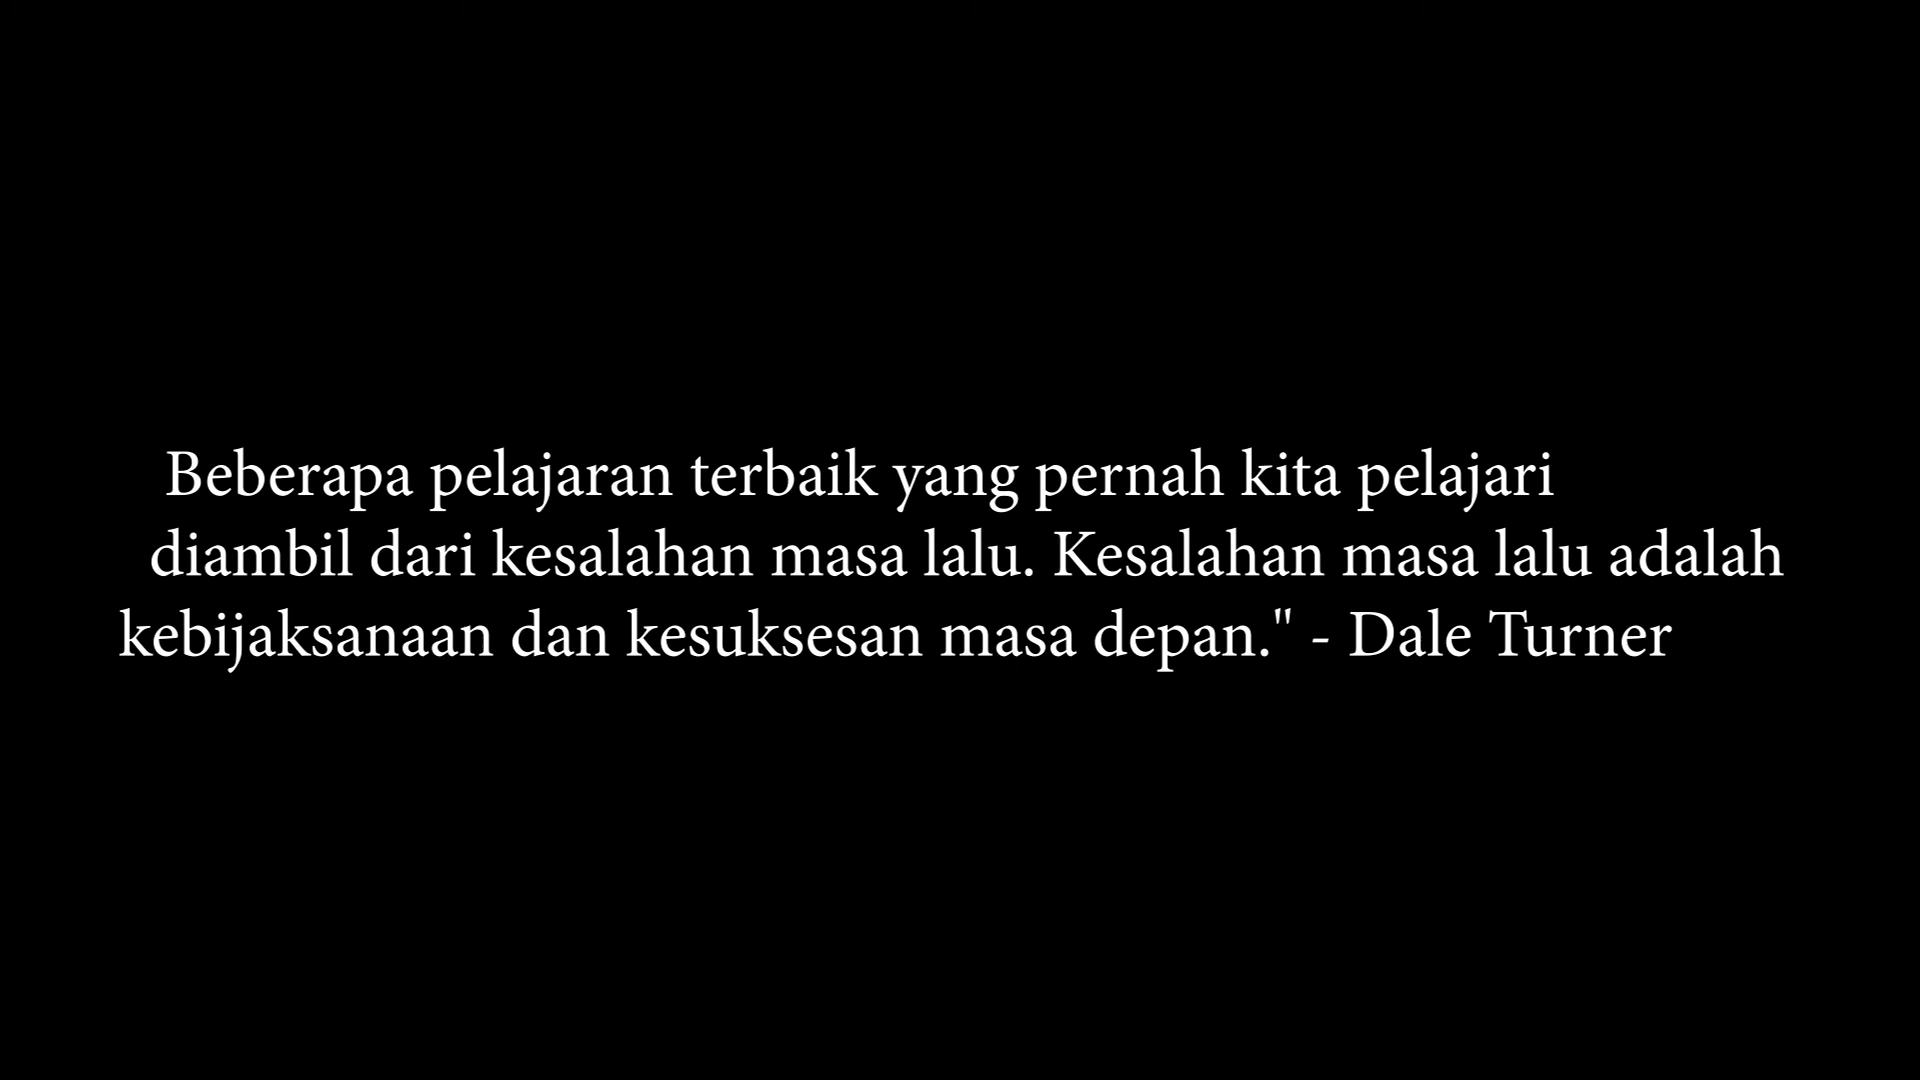 Beberapa pelajaran terbaik yang pernah kita pelajari
diambil dari kesalahan masa lalu. Kesalahan masa lalu adalah
kebijaksanaan dan kesuksesan masa depan." - Dale Turner